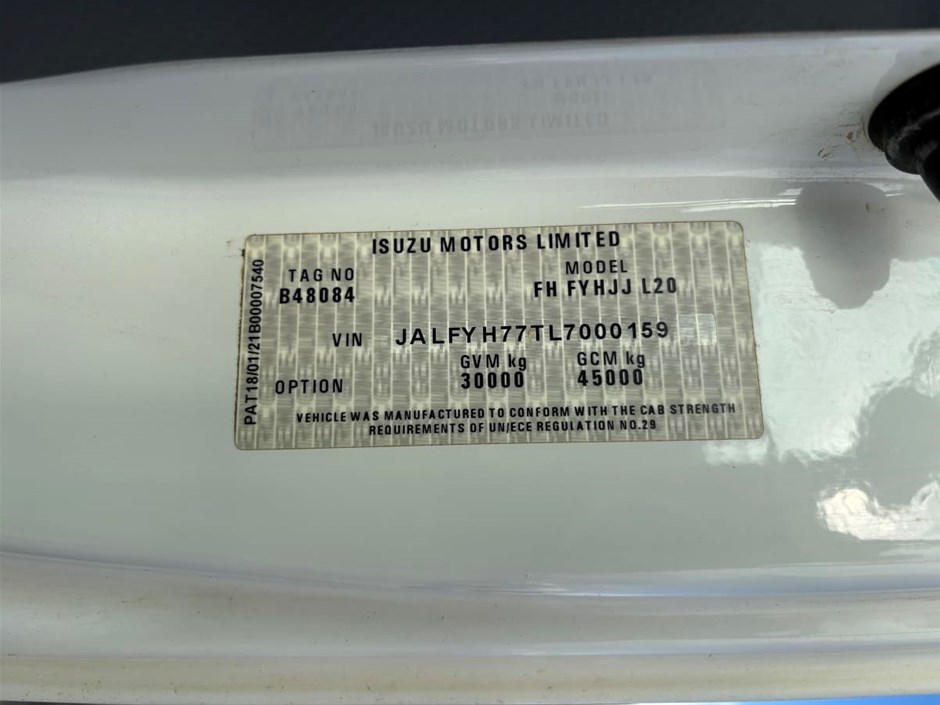 ISUZU MOTORS LIMITED
TAG NO
MODEL
B48084
FH FYHJJ L20
VIN JALFYH77TL7000159
GVM kg
GCM kg
OPTION
30000
45000
VEHICLE WAS MANUFACTURED TO CONFORM WITH THE CAB STRENGTH
REQUIREMENTS OF UN/ECE REGULATION NO.29
PAT18/01/21B00007540